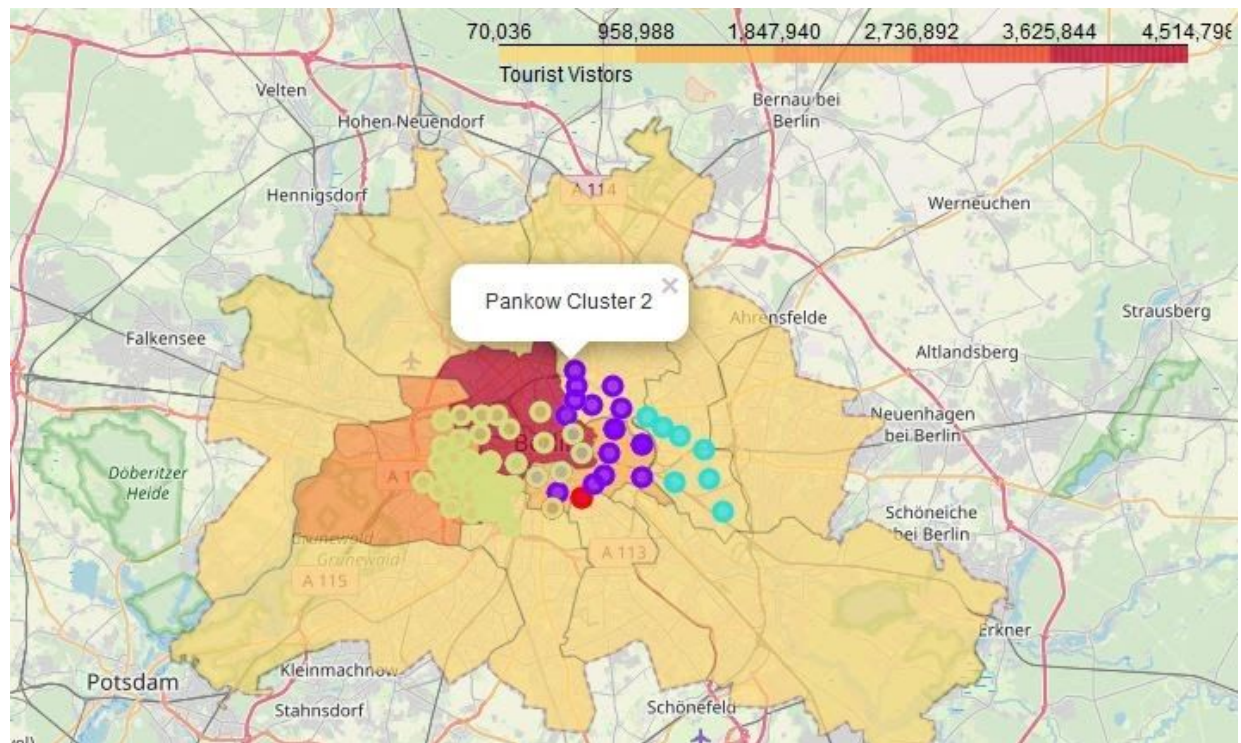 70,036 958,988 1,847,940 2,736,892 3,625,844 4,514,798
Tourist Vistors
Velten
Bernau bei
Berlin
Hohen Neuendorf
A 114
Hennigsdorf
Werneuchen
×
Pankow Cluster 2
Strausberg
Ahrensfelde
Falkensee
Altlandsberg
Neuenhagen
bei Berlin
Döberitzer
Heide
Schöneiche
bei Berlin
Grunewald
Grunewald
A 113
A 115
Erkner
Kleinmachnow
Potsdam
Stahnsdorf
Schönefeld